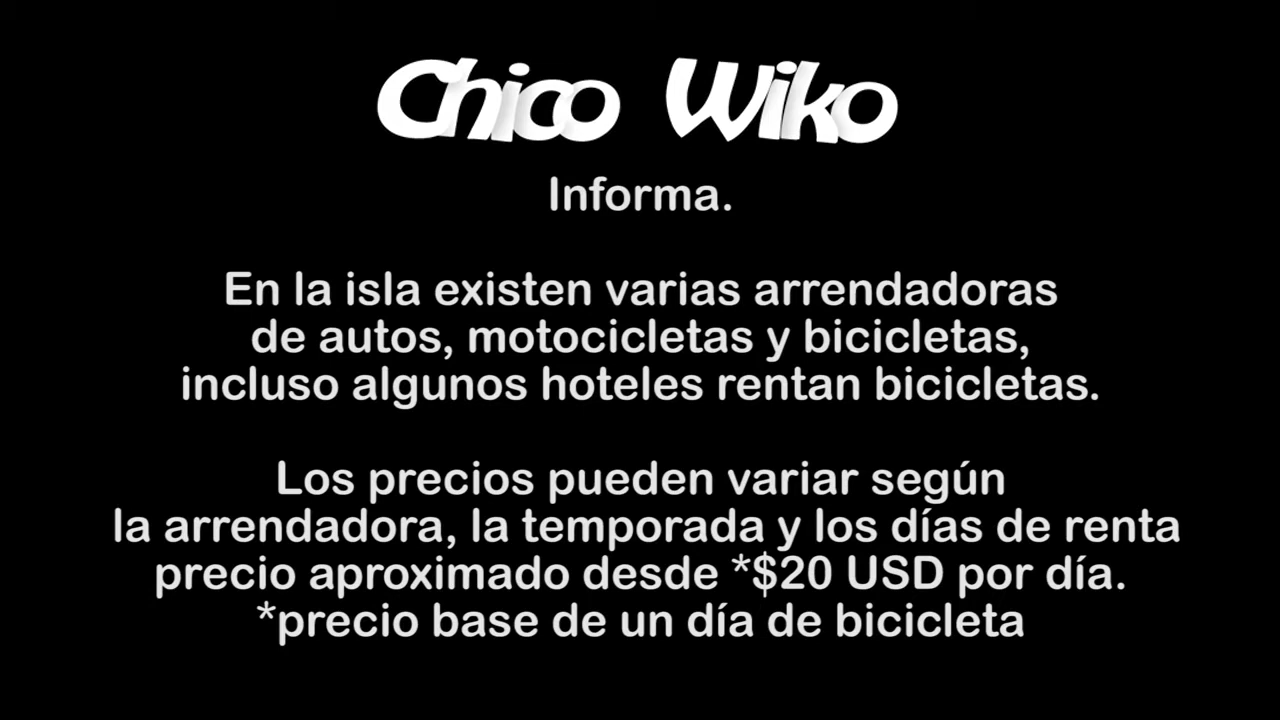 Chico Wiko
Informa.
En la isla existen varias arrendadoras
de autos, motocicletas y bicicletas,
incluso algunos hoteles rentan bicicletas.
Los precios pueden variar según
la arrendadora, la temporada y los días de renta
precio aproximado desde *$20 USD por día.
*precio base de un día de bicicleta